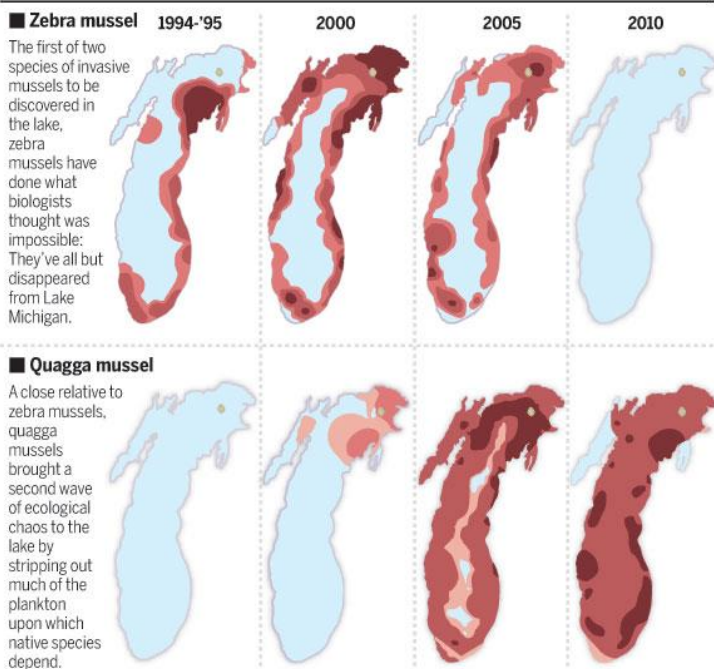 ■ Zebra mussel 1994-'95 2000 2005 2010
The first of two
species of invasive
mussels to be
discovered in
the lake,
zebra
mussels have
done what
biologists
thought was
impossible:
They've all but
disappeared
from Lake
Michigan.
■ Quagga mussel
A close relative to
zebra mussels,
quagga
mussels
brought a
second wave
of ecological
chaos to the
lake by
stripping out
much of the
plankton
upon which
native species
depend.